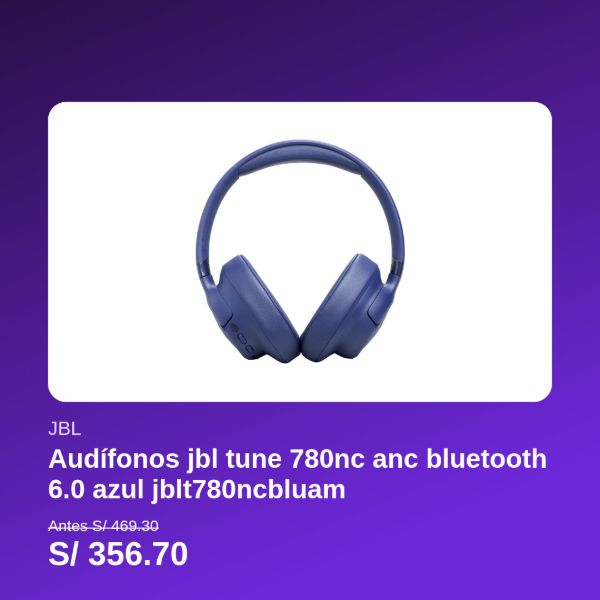 JBL
Audífonos jbl tune 780nc anc bluetooth
6.0 azul jblt780ncbluam
Antes S/ 469.30
S/ 356.70